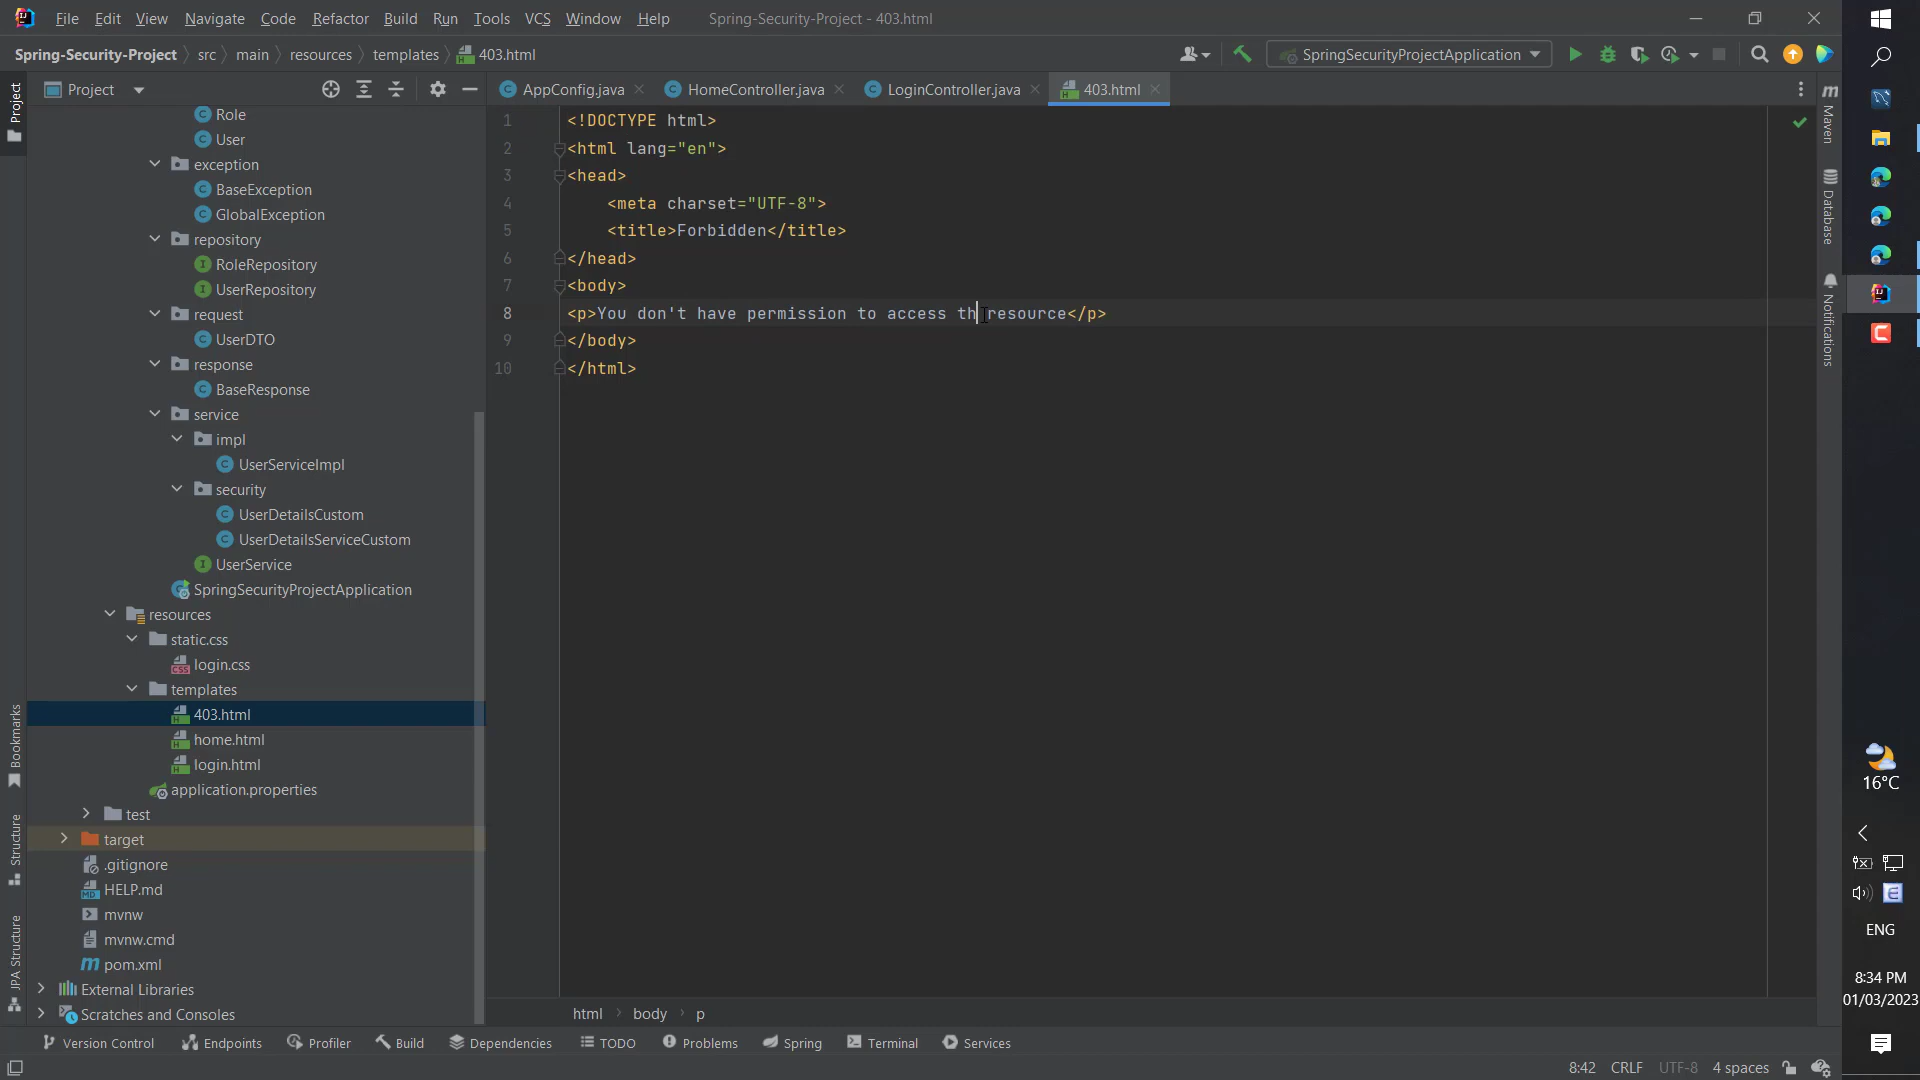 File Edit View Navigate Code Refactor Build Run Tools VCS Window Help Spring-Security-Project - 403.html
Spring-Security-Project src main resources templates 403.html SpringSecurityProjectApplication
Project
AppConfig.java HomeController.java LoginController.java 403.html
Role
User
exception
BaseException
GlobalException
repository
RoleRepository
UserRepository
request
UserDTO
response
BaseResponse
service
impl
UserServiceImpl
security
UserDetailsCustom
UserDetailsServiceCustom
UserService
SpringSecurityProjectApplication
resources
static.css
login.css
templates
403.html
home.html
login.html
application.properties
test
target
.gitignore
HELP.md
mvnw
mvnw.cmd
pom.xml
External Libraries
Scratches and Consoles
1 <!DOCTYPE html>
2 <html lang="en">
3 <head>
4 <meta charset="UTF-8">
5 <title>Forbidden</title>
6 </head>
7 <body>
8 <p>You don't have permission to access th resource</p>
9 </body>
10 </html>
html body p
Version Control Endpoints Profiler Build Dependencies TODO Problems Spring Terminal Services
8:42 CRLF UTF-8 4 spaces
Project
Bookmarks
Structure
JPA Structure
Maven
Database
Notifications
16°C
ENG
8:34 PM
01/03/2023